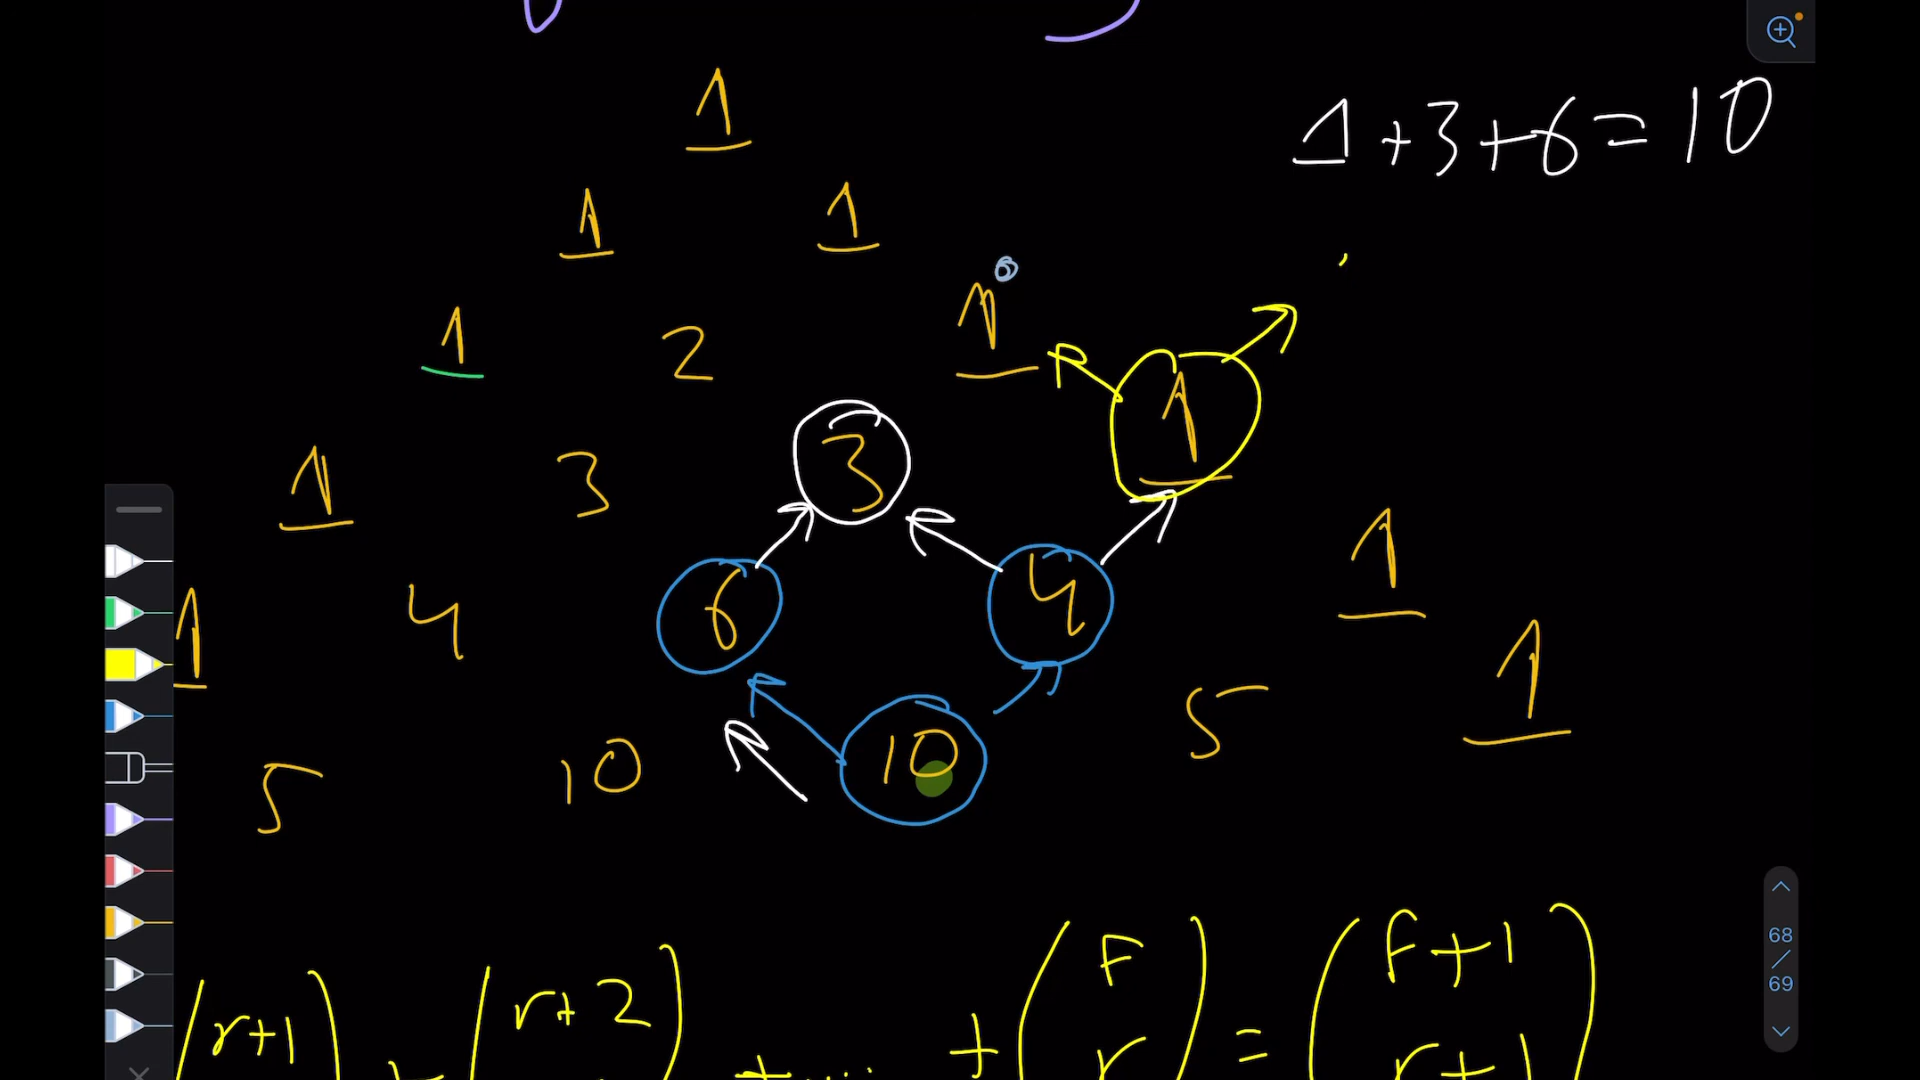 1
1 + 3 + 6 = 10
1 1
1 2 1
1 3 3 1
1 4 6 4 1
5 10 10 5 1
(r+1) + (r+2) + ... + (F r) = (F+1 r+1)
68
69